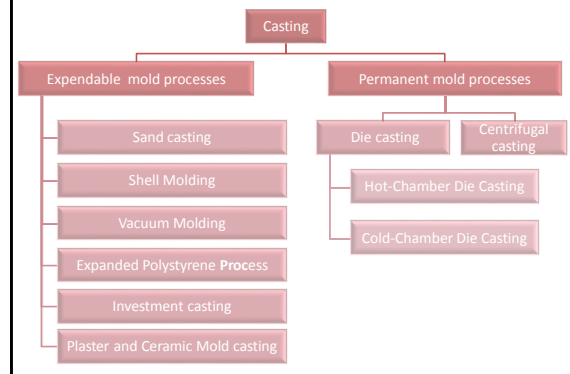 Casting
Expendable mold processes
Permanent mold processes
Sand casting
Shell Molding
Vacuum Molding
Expanded Polystyrene Process
Investment casting
Plaster and Ceramic Mold casting
Die casting
Centrifugal
casting
Hot-Chamber Die Casting
Cold-Chamber Die Casting